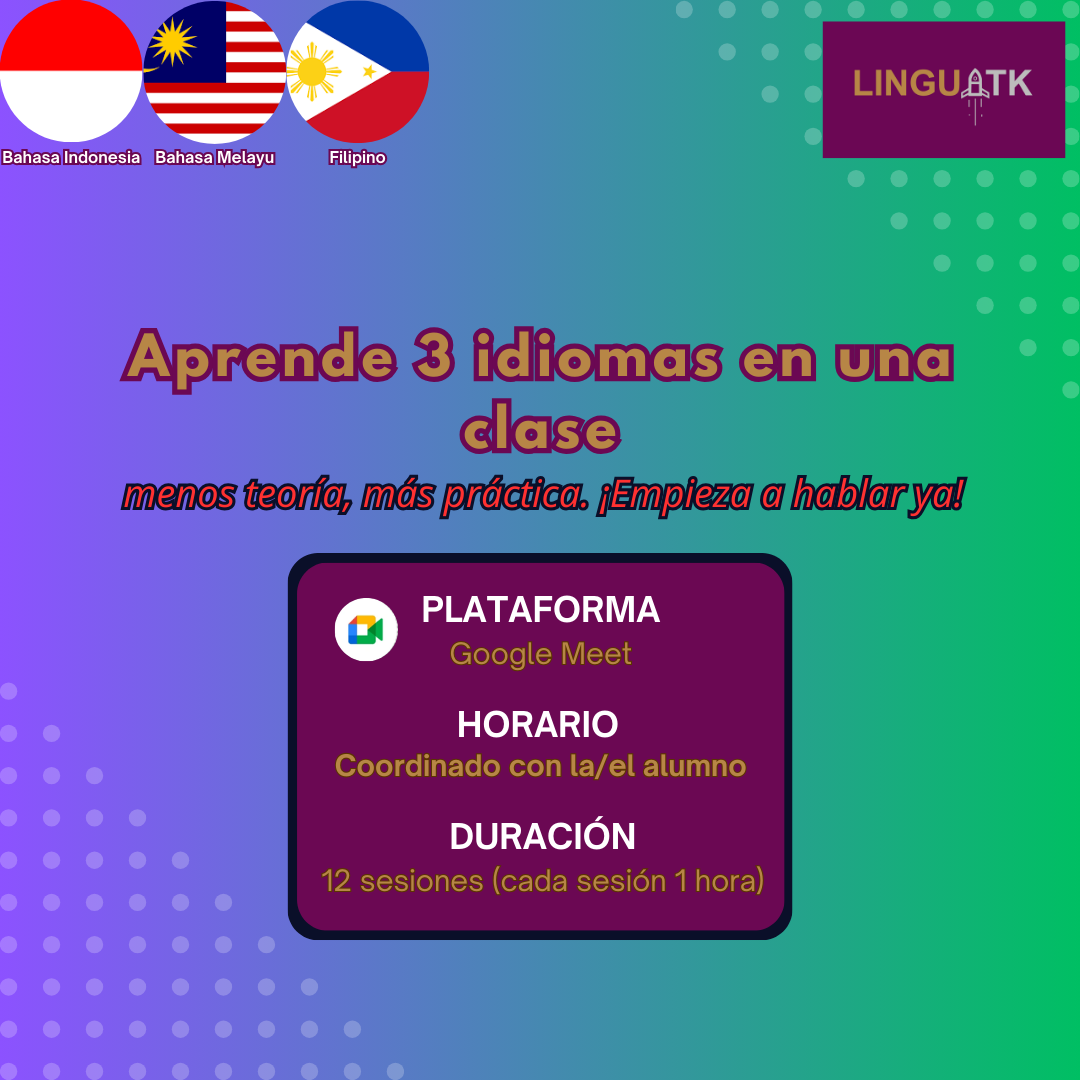 Bahasa Indonesia
Bahasa Melayu
Filipino
LINGUATK
Aprende 3 idiomas en una
clase
menos teoría, más práctica. ¡Empieza a hablar ya!
PLATAFORMA
Google Meet
HORARIO
Coordinado con la/el alumno
DURACIÓN
12 sesiones (cada sesión 1 hora)